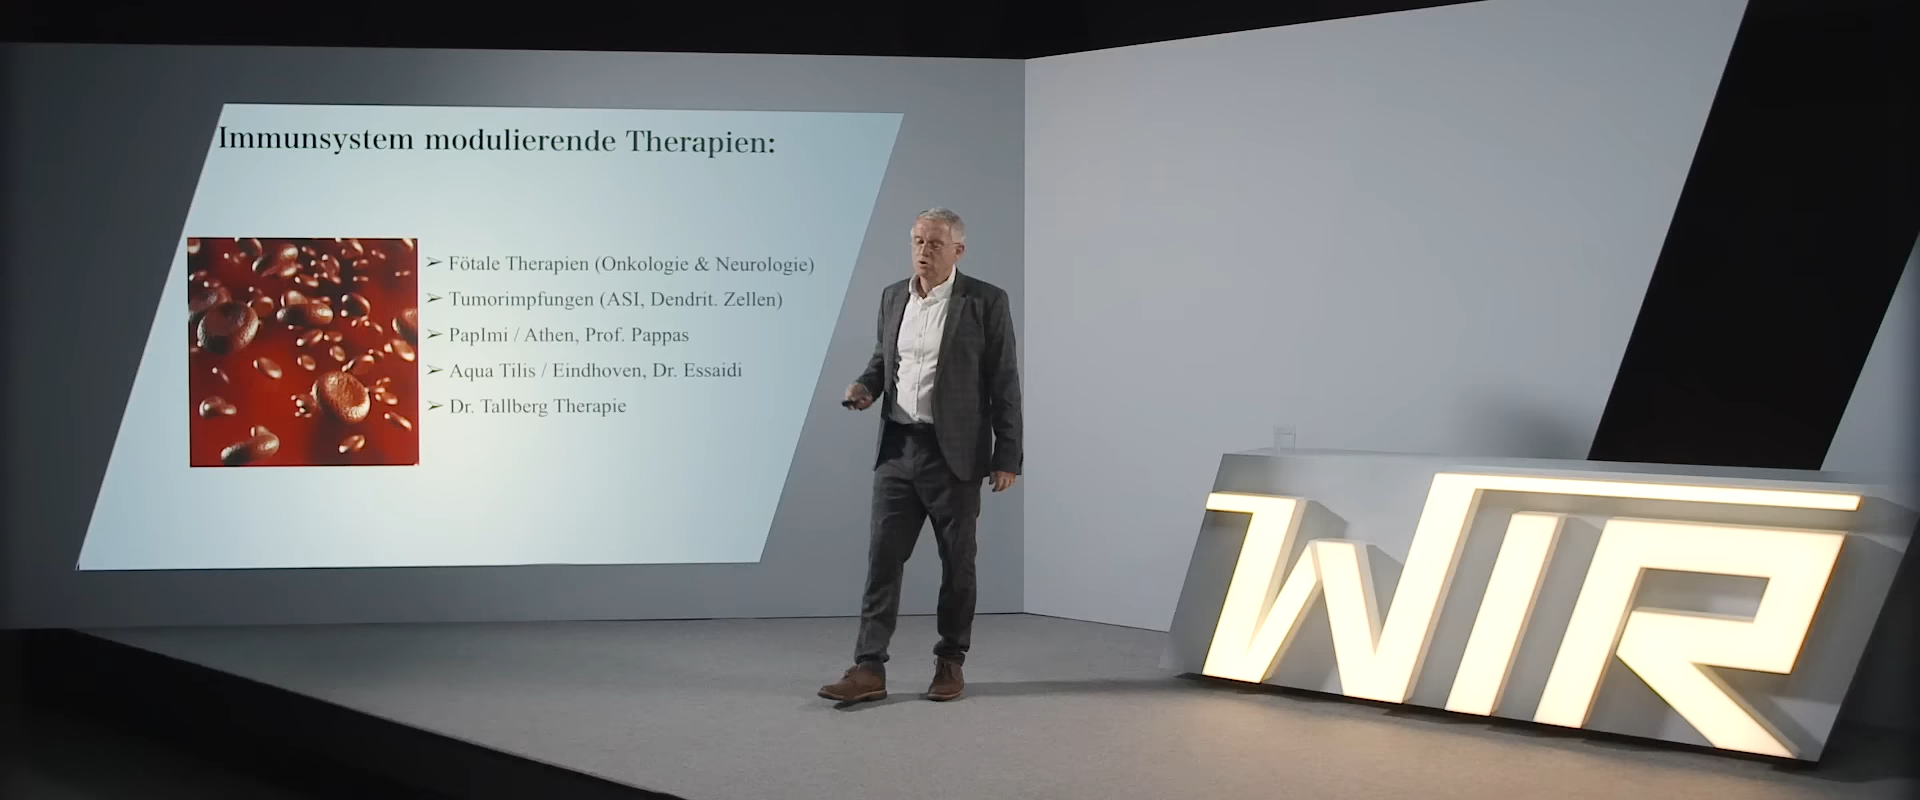 Immunsystem modulierende Therapien:
➢ Fötale Therapien (Onkologie & Neurologie)
➢ Tumorimpfungen (ASI, Dendrit. Zellen)
➢ PapImi / Athen, Prof. Pappas
➢ Aqua Tilis / Eindhoven, Dr. Essaidi
➢ Dr. Tallberg Therapie
WIR